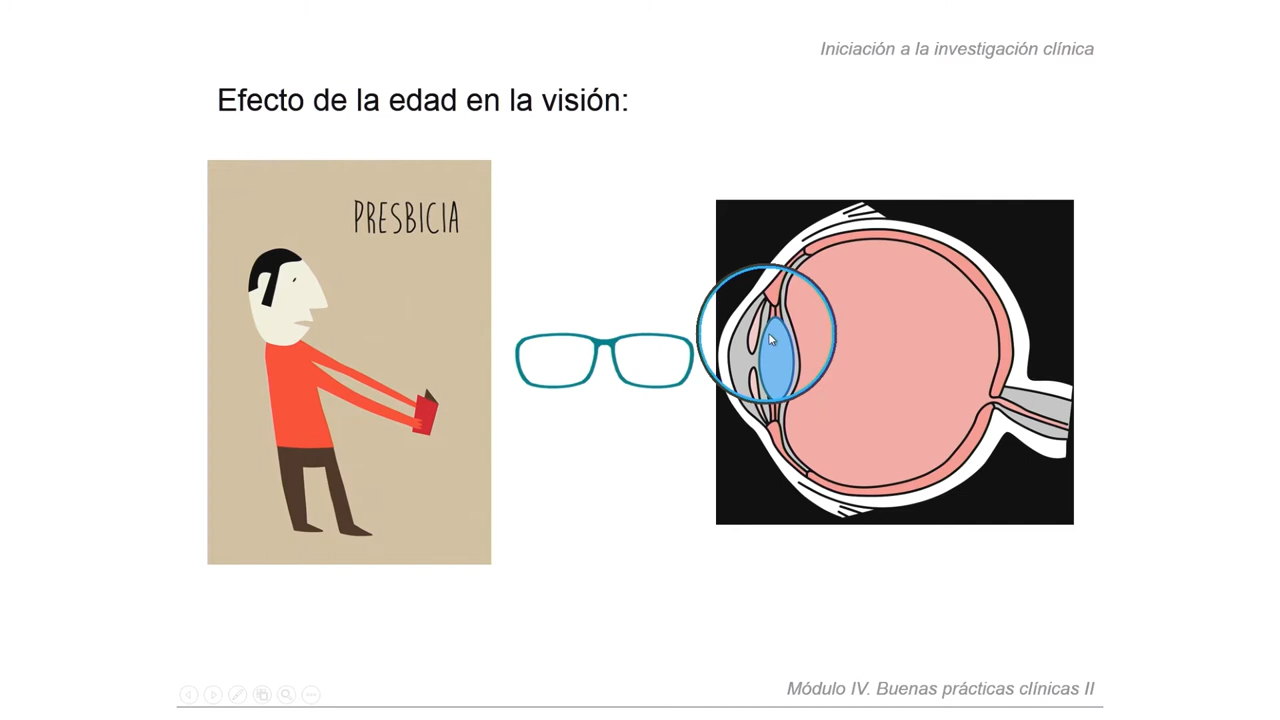 Iniciación a la investigación clínica
Efecto de la edad en la visión:
PRESBICIA
Módulo IV. Buenas prácticas clínicas II